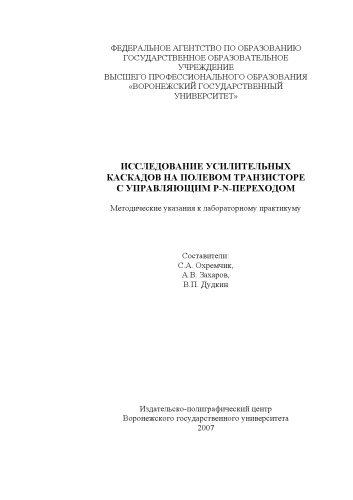 ФЕДЕРАЛЬНОЕ АГЕНТСТВО ПО ОБРАЗОВАНИЮ
ГОСУДАРСТВЕННОЕ ОБРАЗОВАТЕЛЬНОЕ
УЧРЕЖДЕНИЕ
ВЫСШЕГО ПРОФЕССИОНАЛЬНОГО ОБРАЗОВАНИЯ
«ВОРОНЕЖСКИЙ ГОСУДАРСТВЕННЫЙ
УНИВЕРСИТЕТ»
ИССЛЕДОВАНИЕ УСИЛИТЕЛЬНЫХ
КАСКАДОВ НА ПОЛЕВОМ ТРАНЗИСТОРЕ
С УПРАВЛЯЮЩИМ P-N-ПЕРЕХОДОМ
Методические указания к лабораторному практикуму
Составители:
С.А. Охремчик,
А.В. Захаров,
В.П. Дудкин
Издательско-полиграфический центр
Воронежского государственного университета
2007